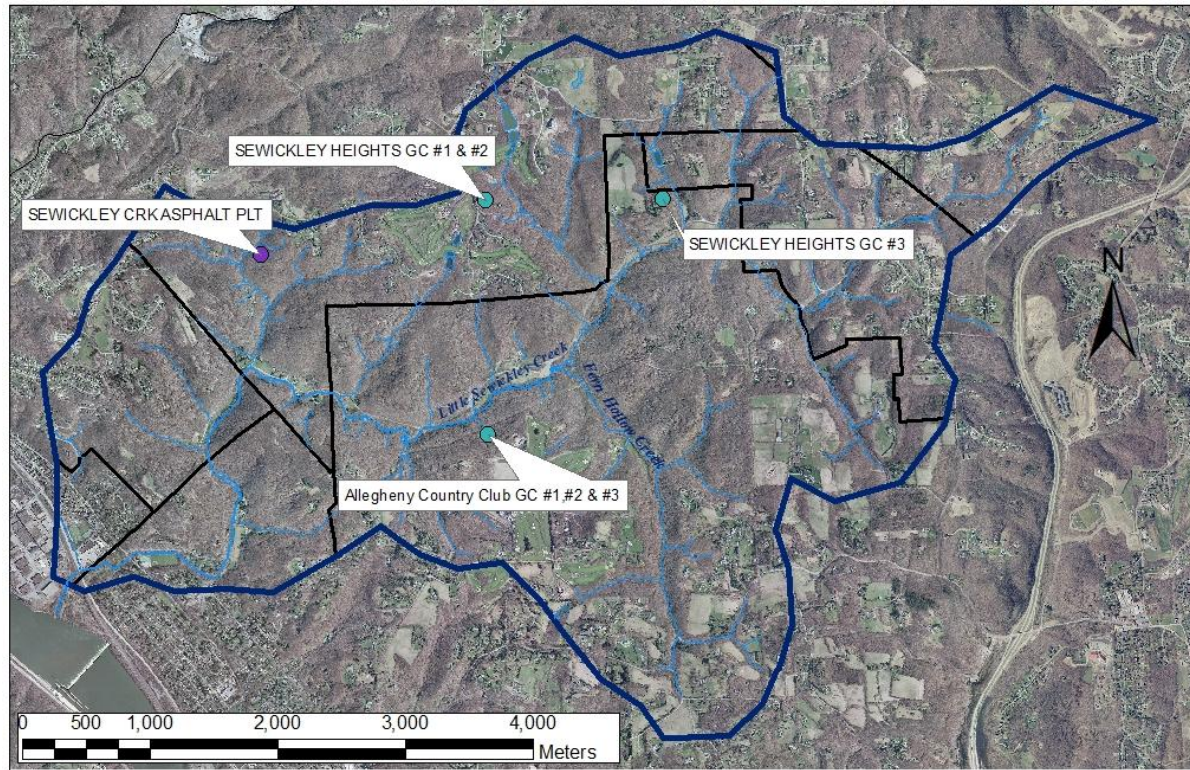 SEWICKLEY HEIGHTS GC #1 & #2
SEWICKLEY CRK ASPHALT PLT
SEWICKLEY HEIGHTS GC #3
N
Little Sewickley Creek
Fern Hollow Creek
Allegheny Country Club GC #1,#2 & #3
0 500 1,000 2,000 3,000 4,000
Meters